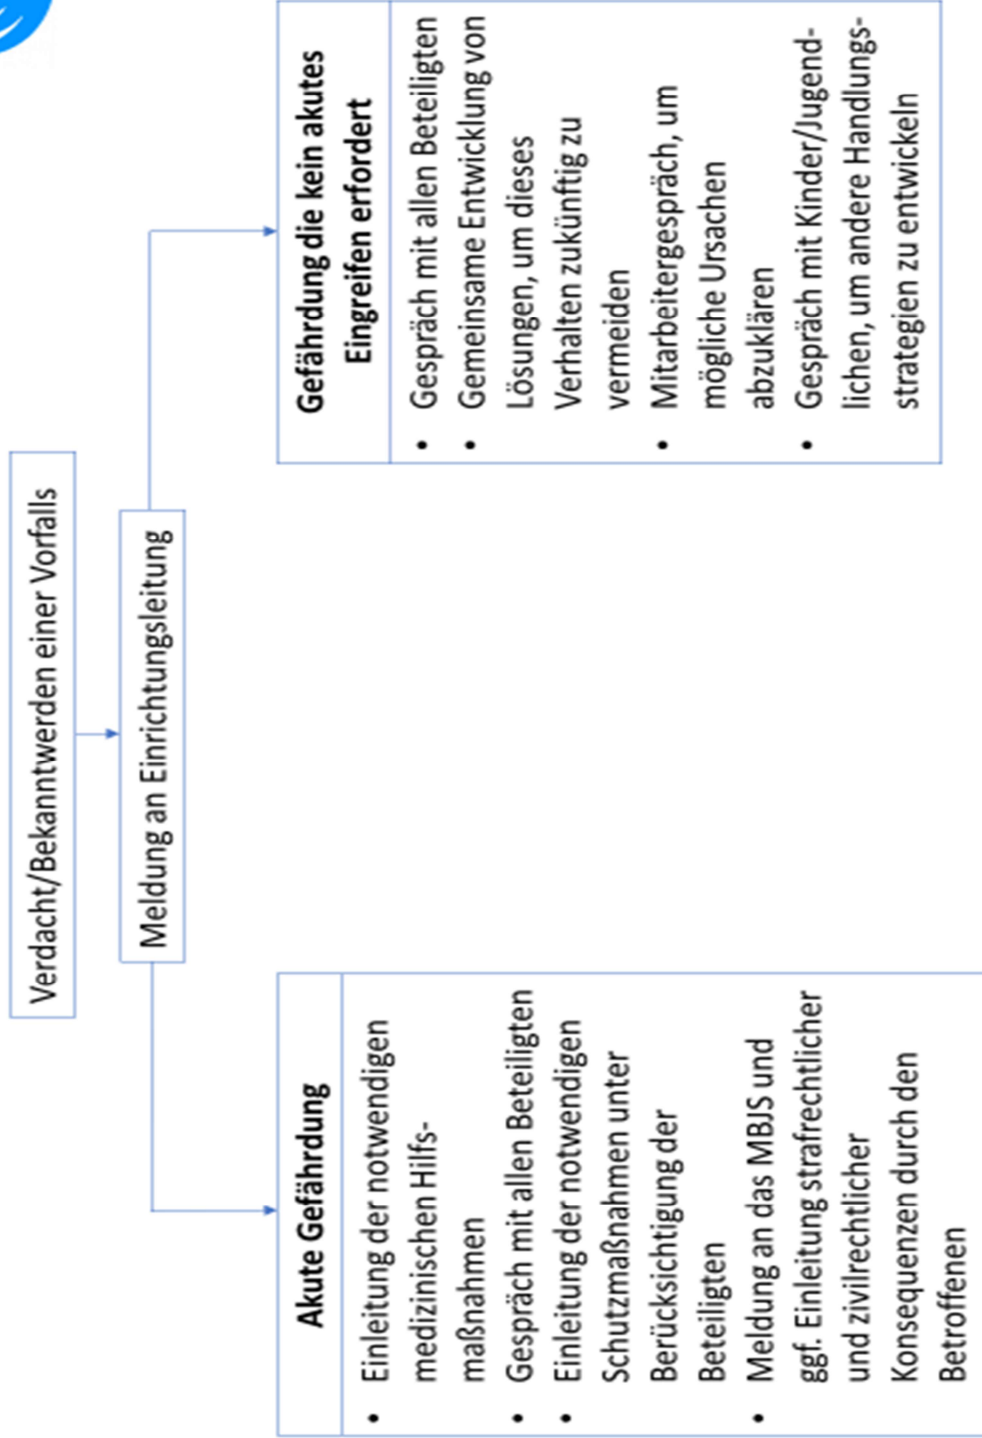 Verdacht/Bekanntwerden einer Vorfalls
Meldung an Einrichtungsleitung
Akute Gefährdung
• Einleitung der notwendigen
medizinischen Hilfs-
maßnahmen
• Gespräch mit allen Beteiligten
• Einleitung der notwendigen
Schutzmaßnahmen unter
Berücksichtigung der
Beteiligten
• Meldung an das MBJS und
ggf. Einleitung strafrechtlicher
und zivilrechtlicher
Konsequenzen durch den
Betroffenen
Gefährdung die kein akutes
Eingreifen erfordert
• Gespräch mit allen Beteiligten
• Gemeinsame Entwicklung von
Lösungen, um dieses
Verhalten zukünftig zu
vermeiden
• Mitarbeitergespräch, um
mögliche Ursachen
abzuklären
• Gespräch mit Kinder/Jugend-
lichen, um andere Handlungs-
strategien zu entwickeln